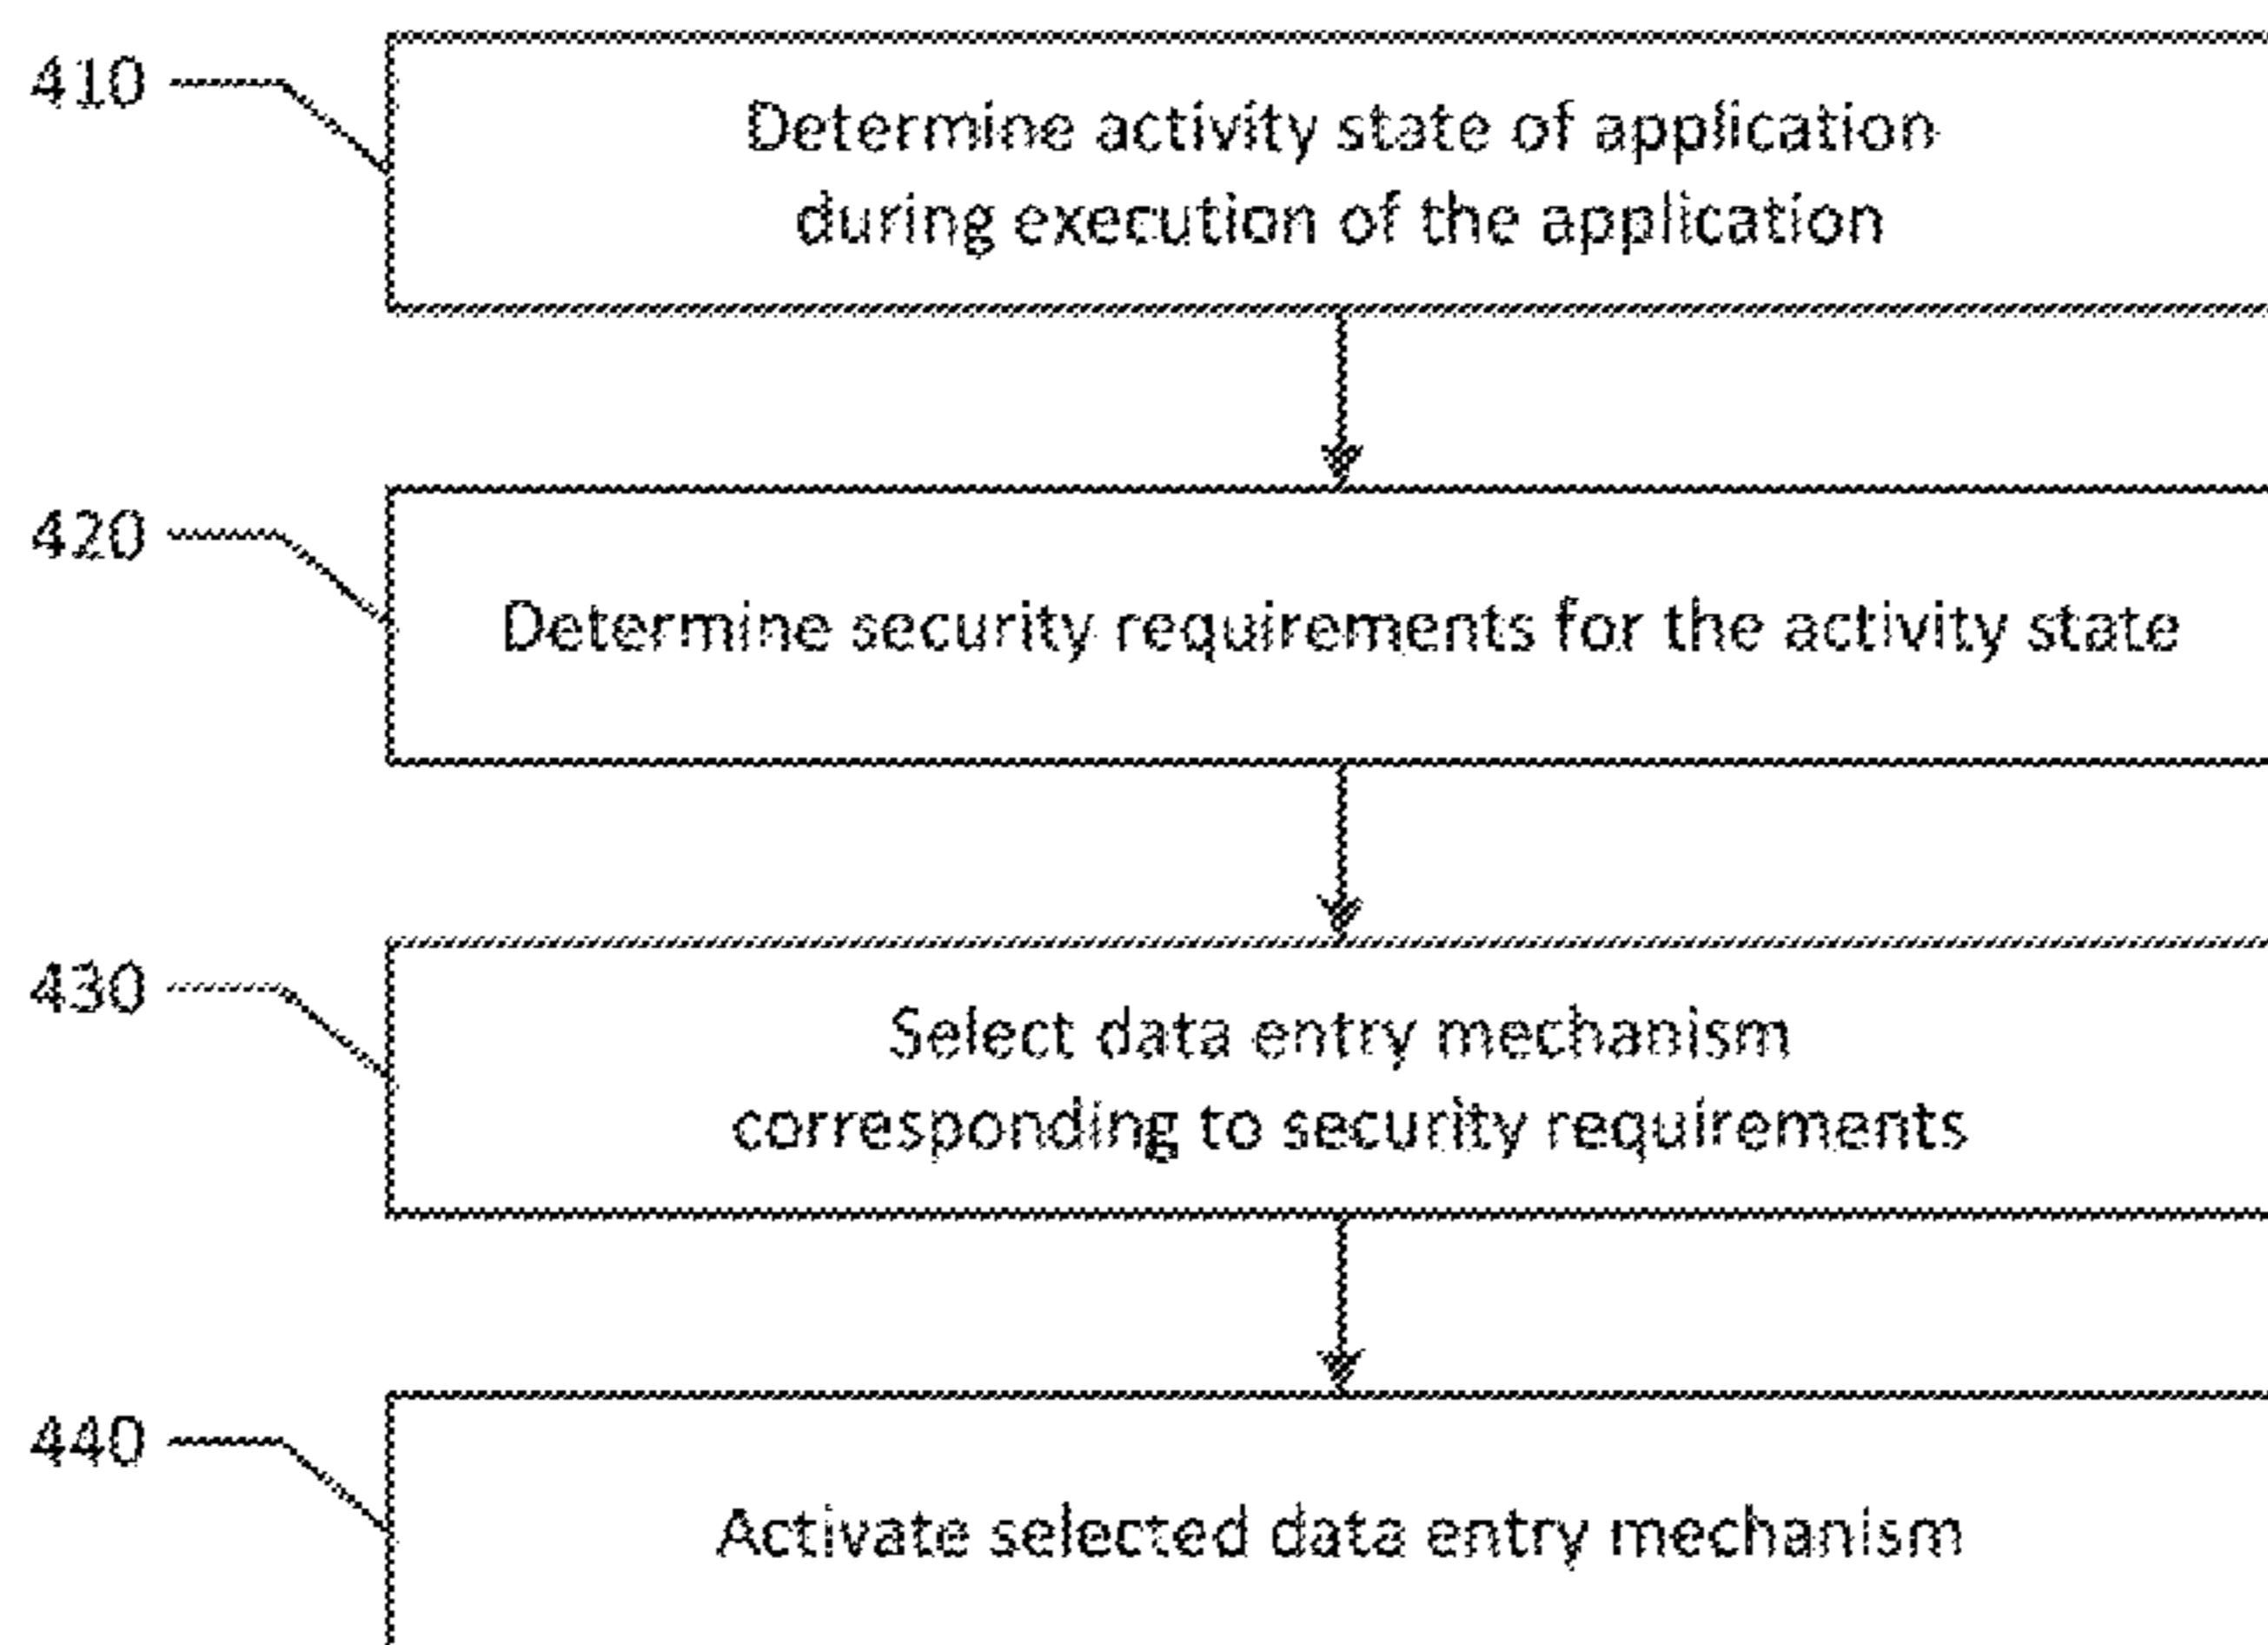 410
Determine activity state of application
during execution of the application
420
Determine security requirements for the activity state
430
Select data entry mechanism
corresponding to security requirements
440
Activate selected data entry mechanism